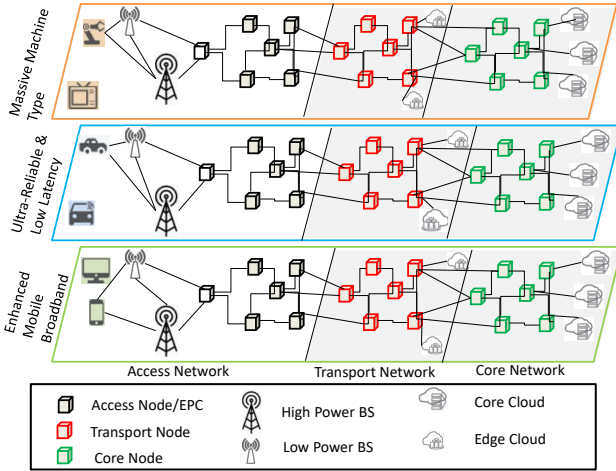 Massive Machine
Type
Ultra-Reliable &
Low Latency
Enhanced
Mobile
Broadband
Access Network
Transport Network
Core Network
Access Node/EPC
Transport Node
Core Node
High Power BS
Low Power BS
Core Cloud
Edge Cloud